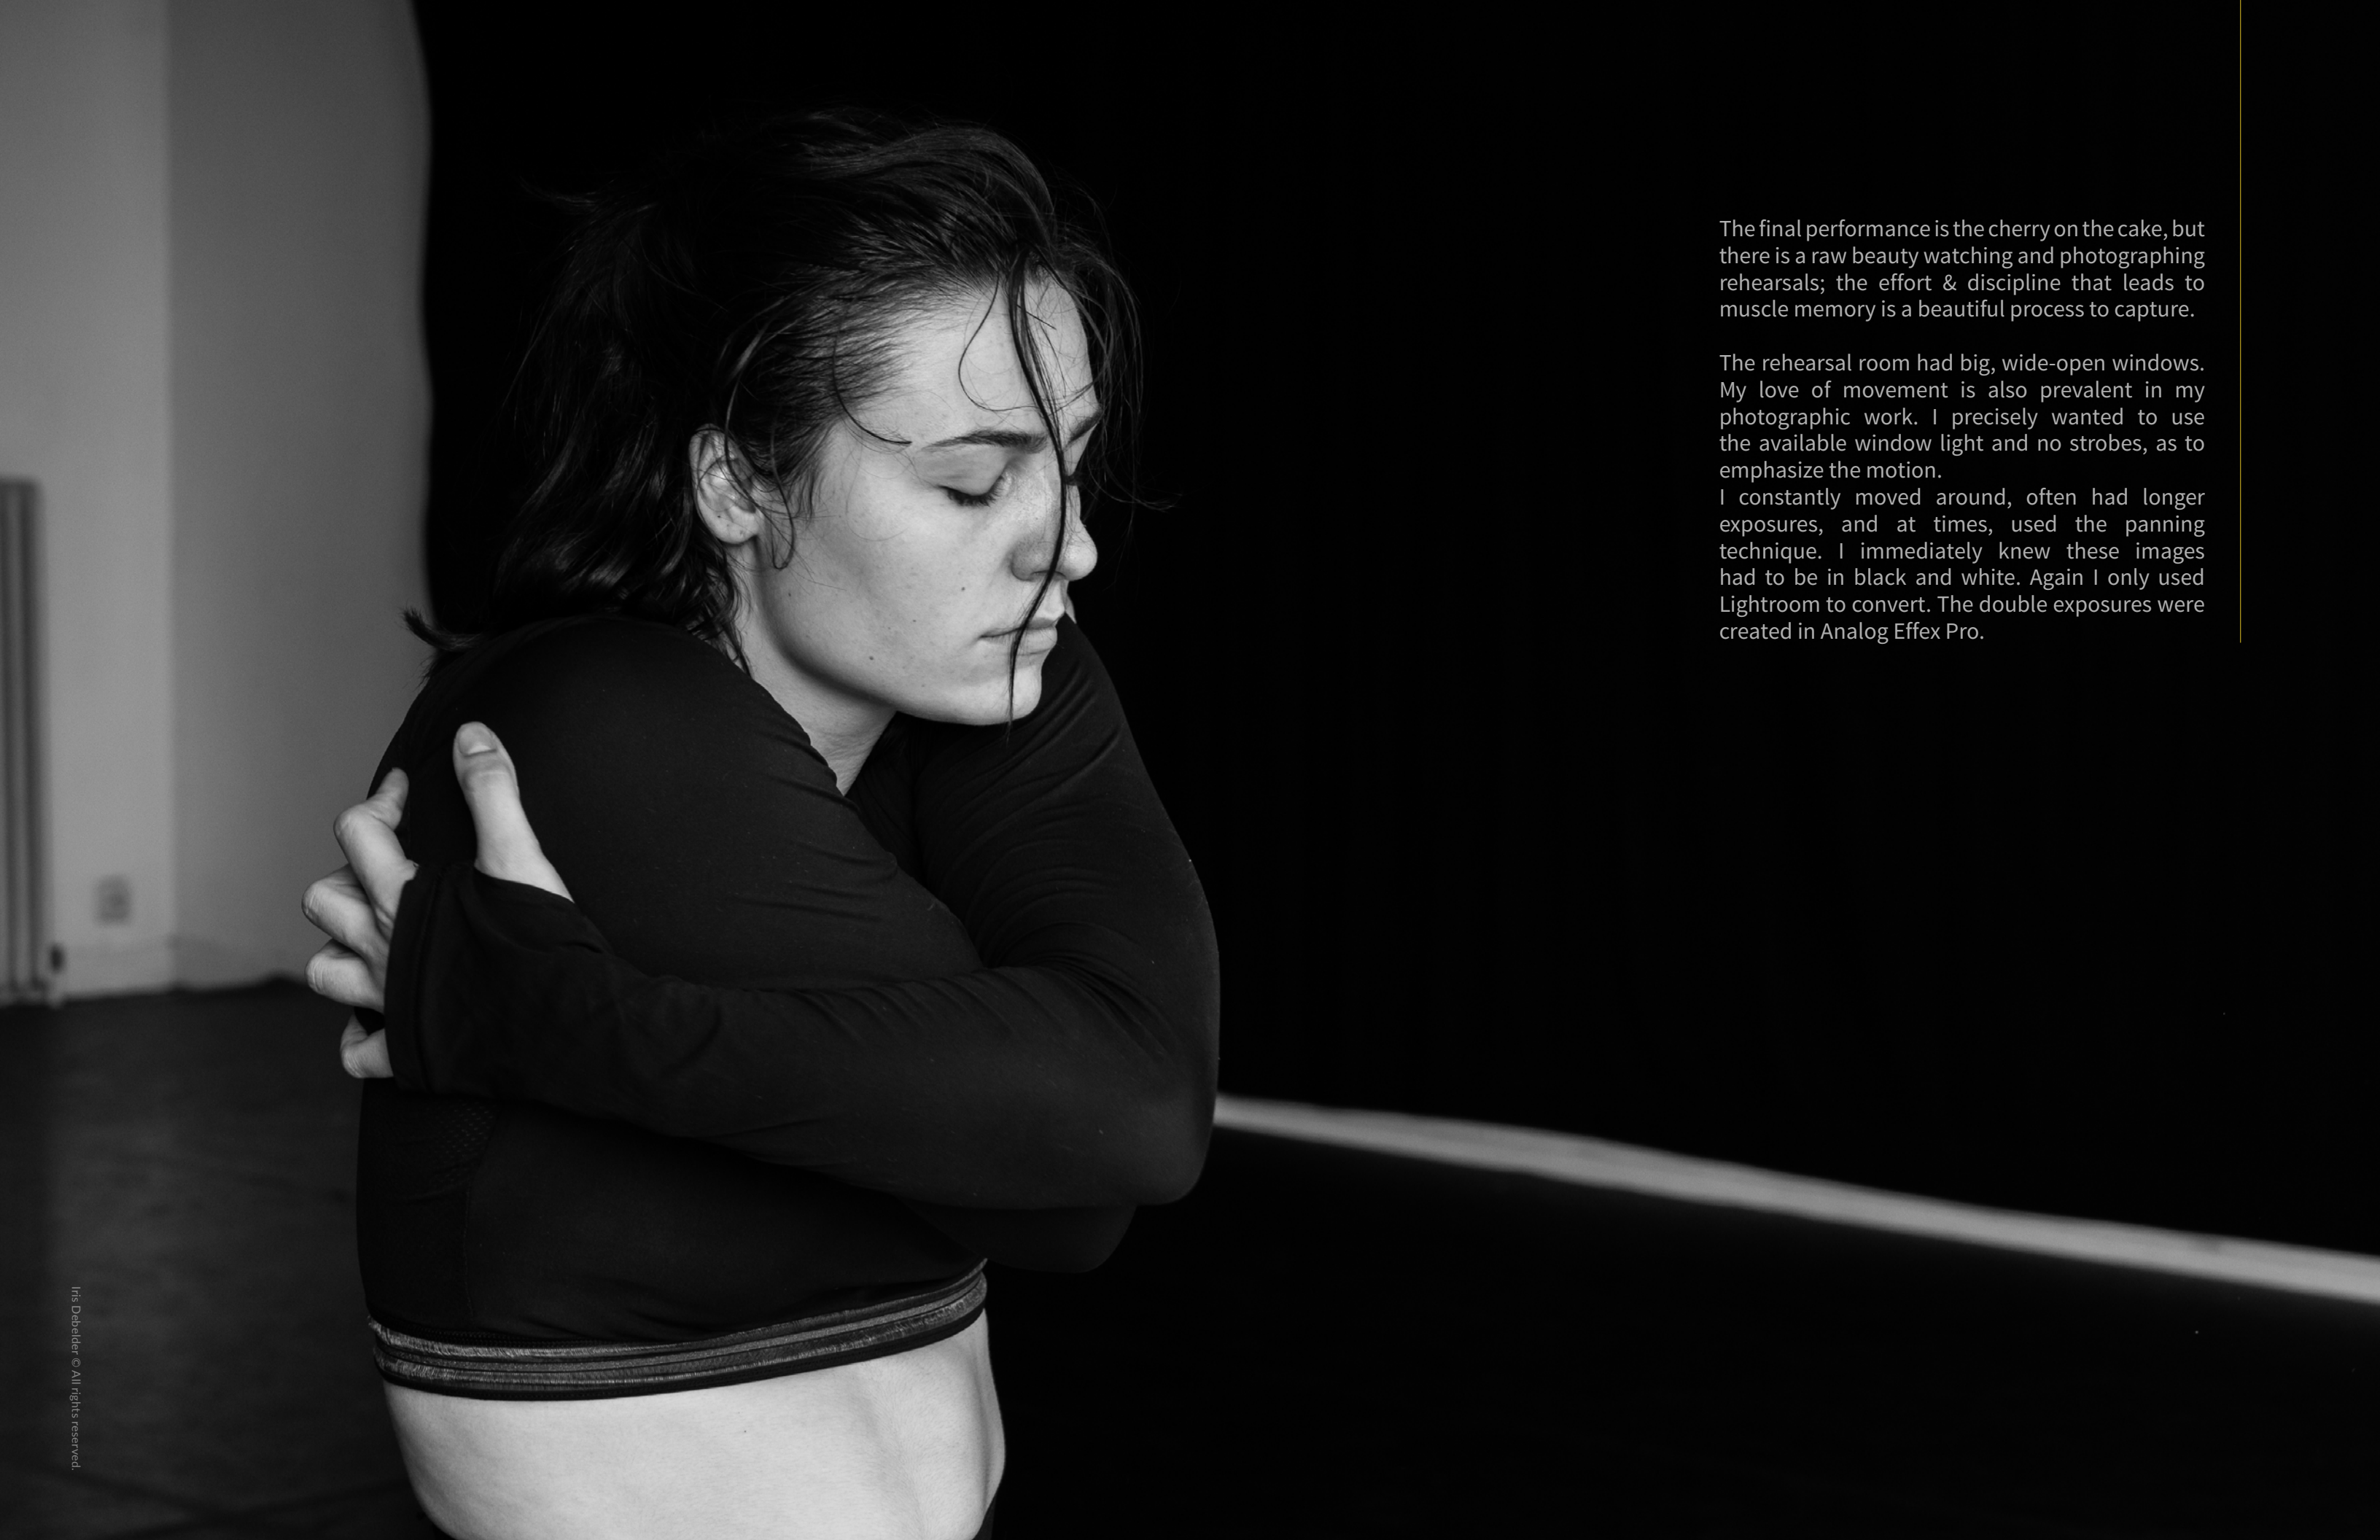 The final performance is the cherry on the cake, but
there is a raw beauty watching and photographing
rehearsals; the effort & discipline that leads to
muscle memory is a beautiful process to capture.
The rehearsal room had big, wide-open windows.
My love of movement is also prevalent in my
photographic work. I precisely wanted to use
the available window light and no strobes, as to
emphasize the motion.
I constantly moved around, often had longer
exposures, and at times, used the panning
technique. I immediately knew these images
had to be in black and white. Again I only used
Lightroom to convert. The double exposures were
created in Analog Effex Pro.
Iris Debelder © All rights reserved.